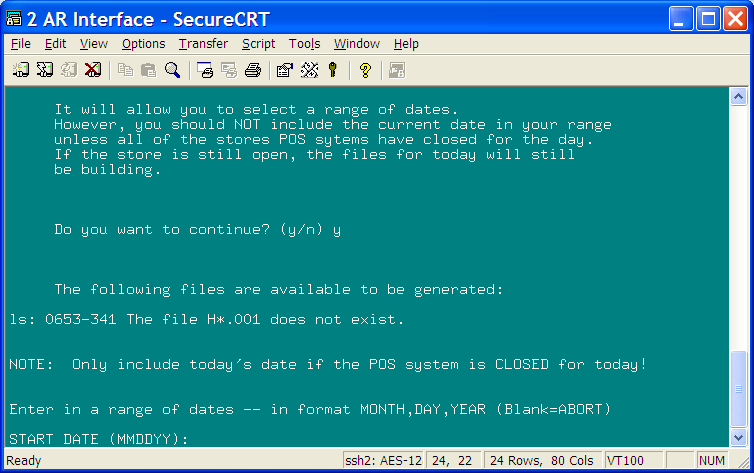 2 AR Interface - SecureCRT
File Edit View Options Transfer Script Tools Window Help
It will allow you to select a range of dates.
However, you should NOT include the current date in your range
unless all of the stores POS sytems have closed for the day.
If the store is still open, the files for today will still
be building.
Do you want to continue? (y/n) y
The following files are available to be generated:
ls: 0653-341 The file H*.001 does not exist.
NOTE:  Only include today's date if the POS system is CLOSED for today!
Enter in a range of dates -- in format MONTH,DAY,YEAR (Blank=ABORT)
START DATE (MMDDYY):
Ready ssh2: AES-12 24, 22 24 Rows, 80 Cols VT100 NUM